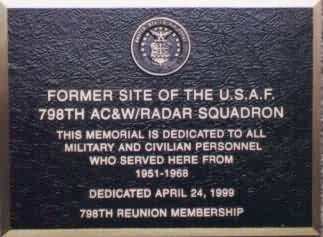 FORMER SITE OF THE U.S.A.F.
798TH AC&W/RADAR SQUADRON
THIS MEMORIAL IS DEDICATED TO ALL
MILITARY AND CIVILIAN PERSONNEL
WHO SERVED HERE FROM
1951-1968
DEDICATED APRIL 24, 1999
798TH REUNION MEMBERSHIP